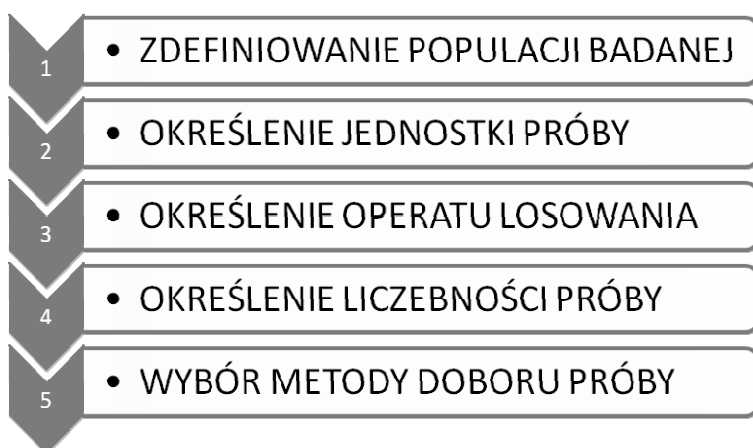 1 • ZDEFINIOWANIE POPULACJI BADANEJ
2 • OKREŚLENIE JEDNOSTKI PRÓBY
3 • OKREŚLENIE OPERATU LOSOWANIA
4 • OKREŚLENIE LICZEBNOŚCI PRÓBY
5 • WYBÓR METODY DOBORU PRÓBY